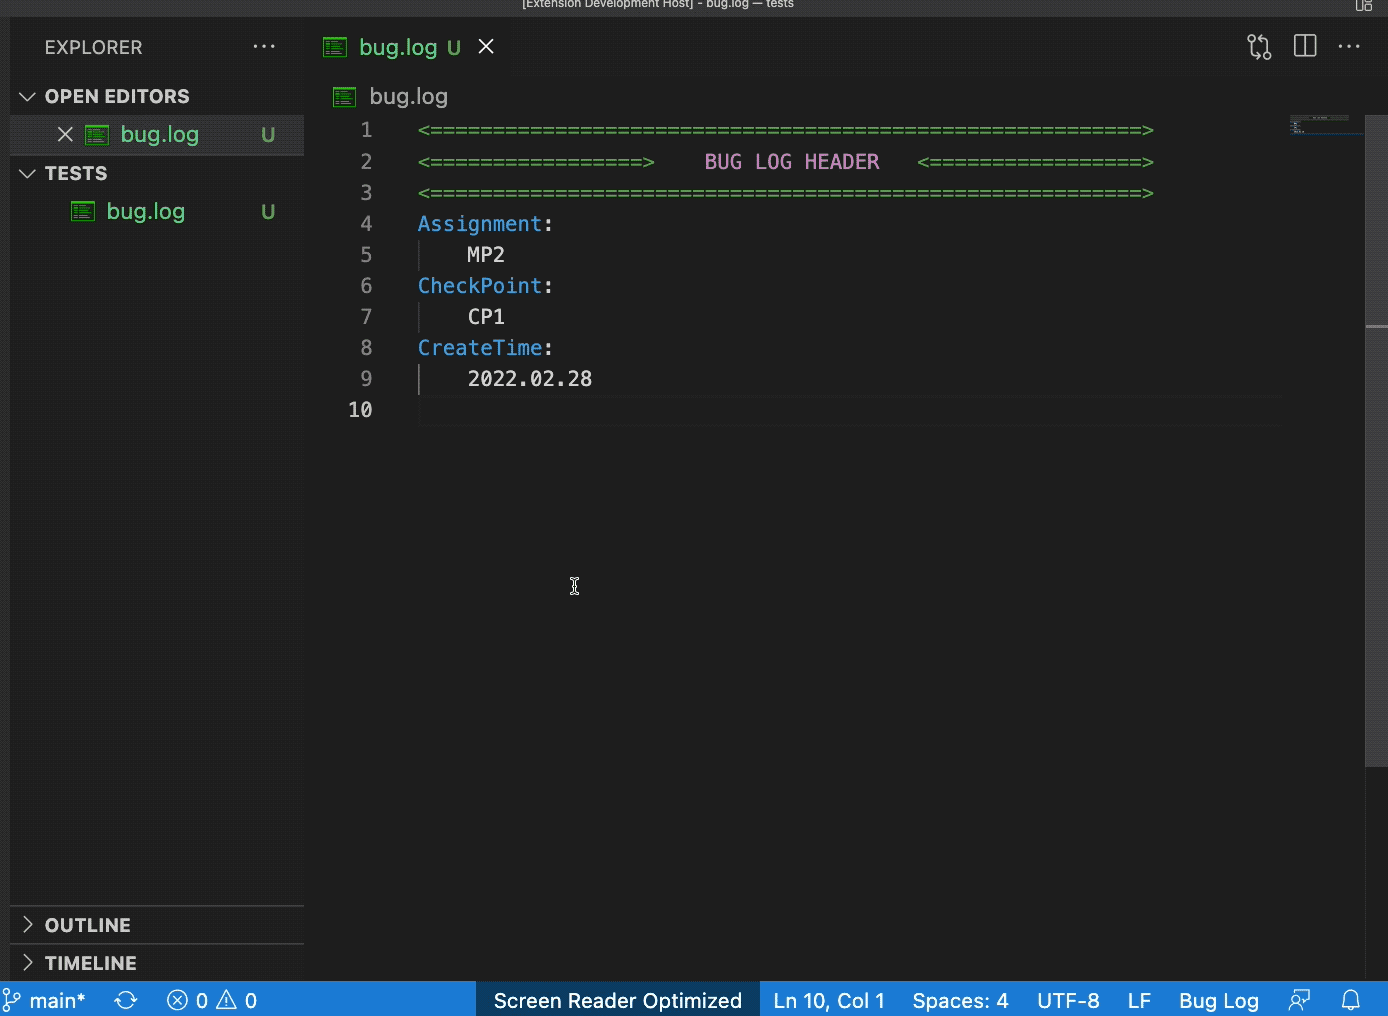 [Extension Development Host] - bug.log — tests
EXPLORER
bug.log U
OPEN EDITORS
bug.log U
TESTS
bug.log U
bug.log
1 <=========================================================>
2 <=================> BUG LOG HEADER <==================>
3 <=========================================================>
4 Assignment:
5 MP2
6 CheckPoint:
7 CP1
8 CreateTime:
9 2022.02.28
10
OUTLINE
TIMELINE
main* 0 0 Screen Reader Optimized Ln 10, Col 1 Spaces: 4 UTF-8 LF Bug Log